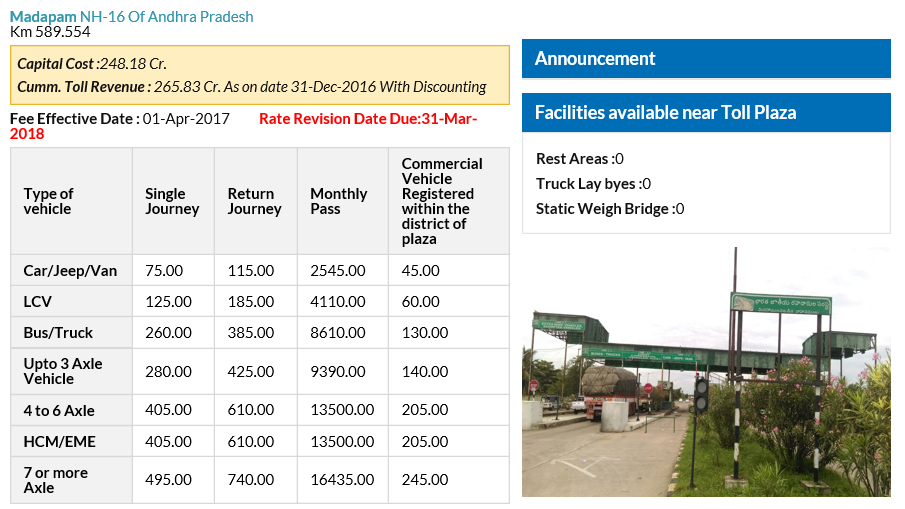 Madapam NH-16 Of Andhra Pradesh
Km 589.554
Capital Cost :248.18 Cr.
Cumm. Toll Revenue : 265.83 Cr. As on date 31-Dec-2016 With Discounting
Fee Effective Date : 01-Apr-2017 Rate Revision Date Due:31-Mar-
2018
Type of vehicle Single Journey Return Journey Monthly Pass Commercial Vehicle Registered within the district of plaza
Car/Jeep/Van 75.00 115.00 2545.00 45.00
LCV 125.00 185.00 4110.00 60.00
Bus/Truck 260.00 385.00 8610.00 130.00
Upto 3 Axle Vehicle 280.00 425.00 9390.00 140.00
4 to 6 Axle 405.00 610.00 13500.00 205.00
HCM/EME 405.00 610.00 13500.00 205.00
7 or more Axle 495.00 740.00 16435.00 245.00
Announcement
Facilities available near Toll Plaza
Rest Areas :0
Truck Lay byes :0
Static Weigh Bridge :0